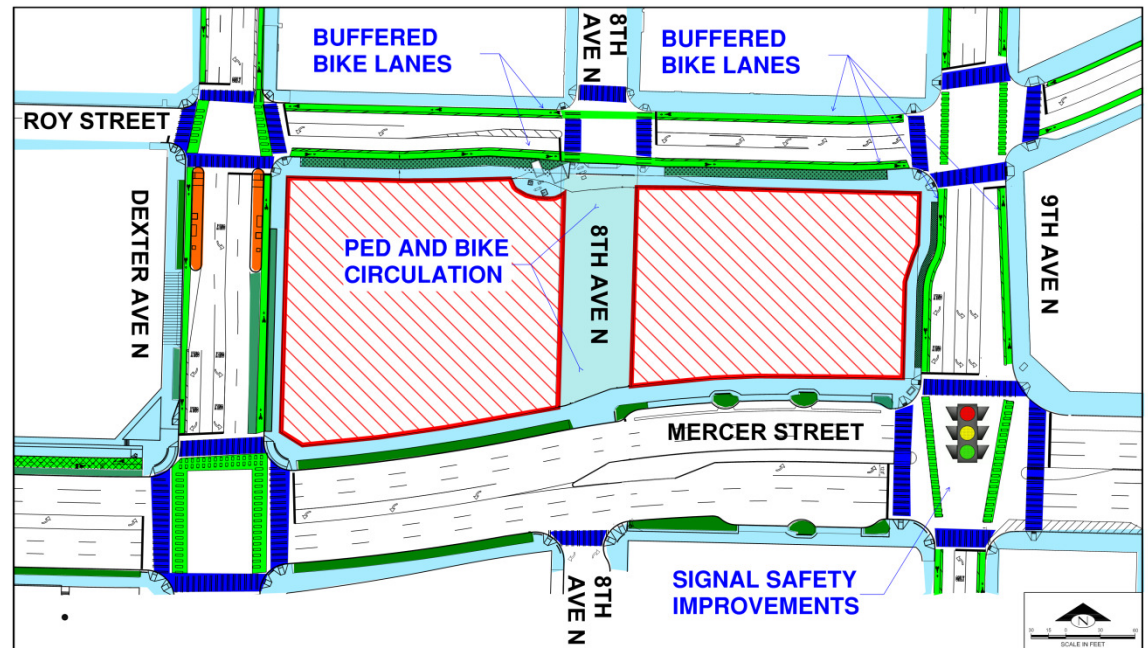 BUFFERED
BIKE LANES
8TH
AVE N
BUFFERED
BIKE LANES
ROY STREET
DEXTER AVE N
PED AND BIKE
CIRCULATION
8TH AVE N
9TH AVE N
MERCER STREET
8TH
AVE N
SIGNAL SAFETY
IMPROVEMENTS
N
SCALE IN FEET